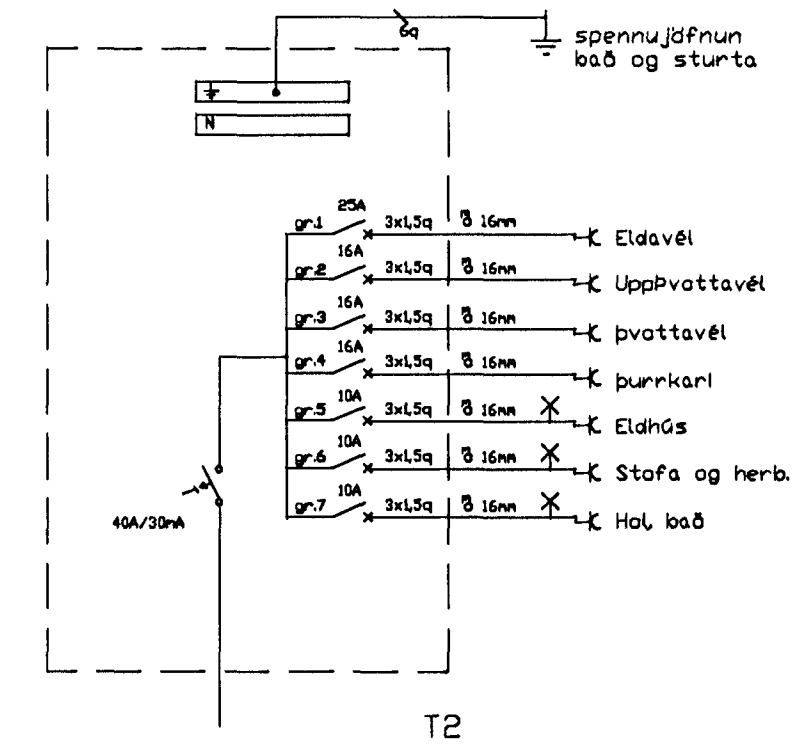 6q
spennujöfnun
bað og sturta
N
25A
gr.1 3x1,5q 16mm Eldavél
16A
gr.2 3x1,5q 16mm UppÞvottavél
16A
gr.3 3x1,5q 16mm þvottavél
16A
gr.4 3x1,5q 16mm þurrkari
10A
gr.5 3x1,5q 16mm Eldhús
10A
gr.6 3x1,5q 16mm Stofa og herb.
10A
gr.7 3x1,5q 16mm Hol, bað
40A/30mA
T2